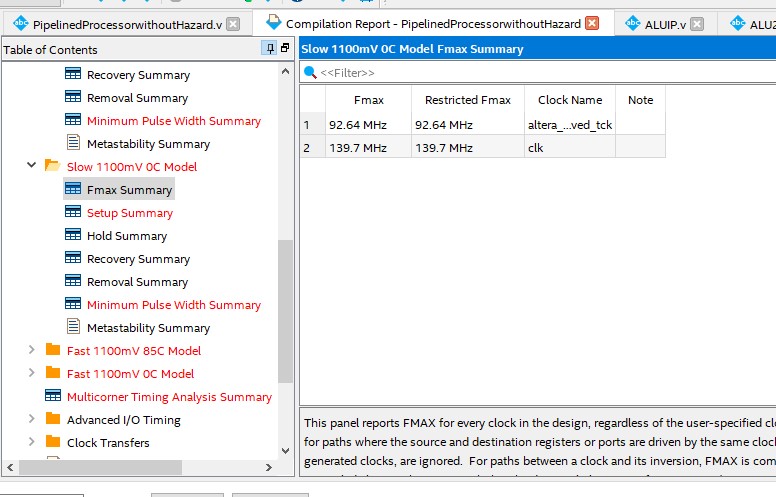 PipelinedProcessorwithoutHazard.v
Compilation Report - PipelinedProcessorwithoutHazard
ALUIP.v
Table of Contents
Recovery Summary
Removal Summary
Minimum Pulse Width Summary
Metastability Summary
Slow 1100mV 0C Model
Fmax Summary
Setup Summary
Hold Summary
Recovery Summary
Removal Summary
Minimum Pulse Width Summary
Metastability Summary
Fast 1100mV 85C Model
Fast 1100mV 0C Model
Multicorner Timing Analysis Summary
Advanced I/O Timing
Clock Transfers
Slow 1100mV 0C Model Fmax Summary
<<Filter>>
Fmax Restricted Fmax Clock Name Note
1 92.64 MHz 92.64 MHz altera_...ved_tck
2 139.7 MHz 139.7 MHz clk
This panel reports FMAX for every clock in the design, regardless of the user-specified
for paths where the source and destination registers or ports are driven by the same
generated clocks, are ignored. For paths between a clock and its inversion, FMAX is